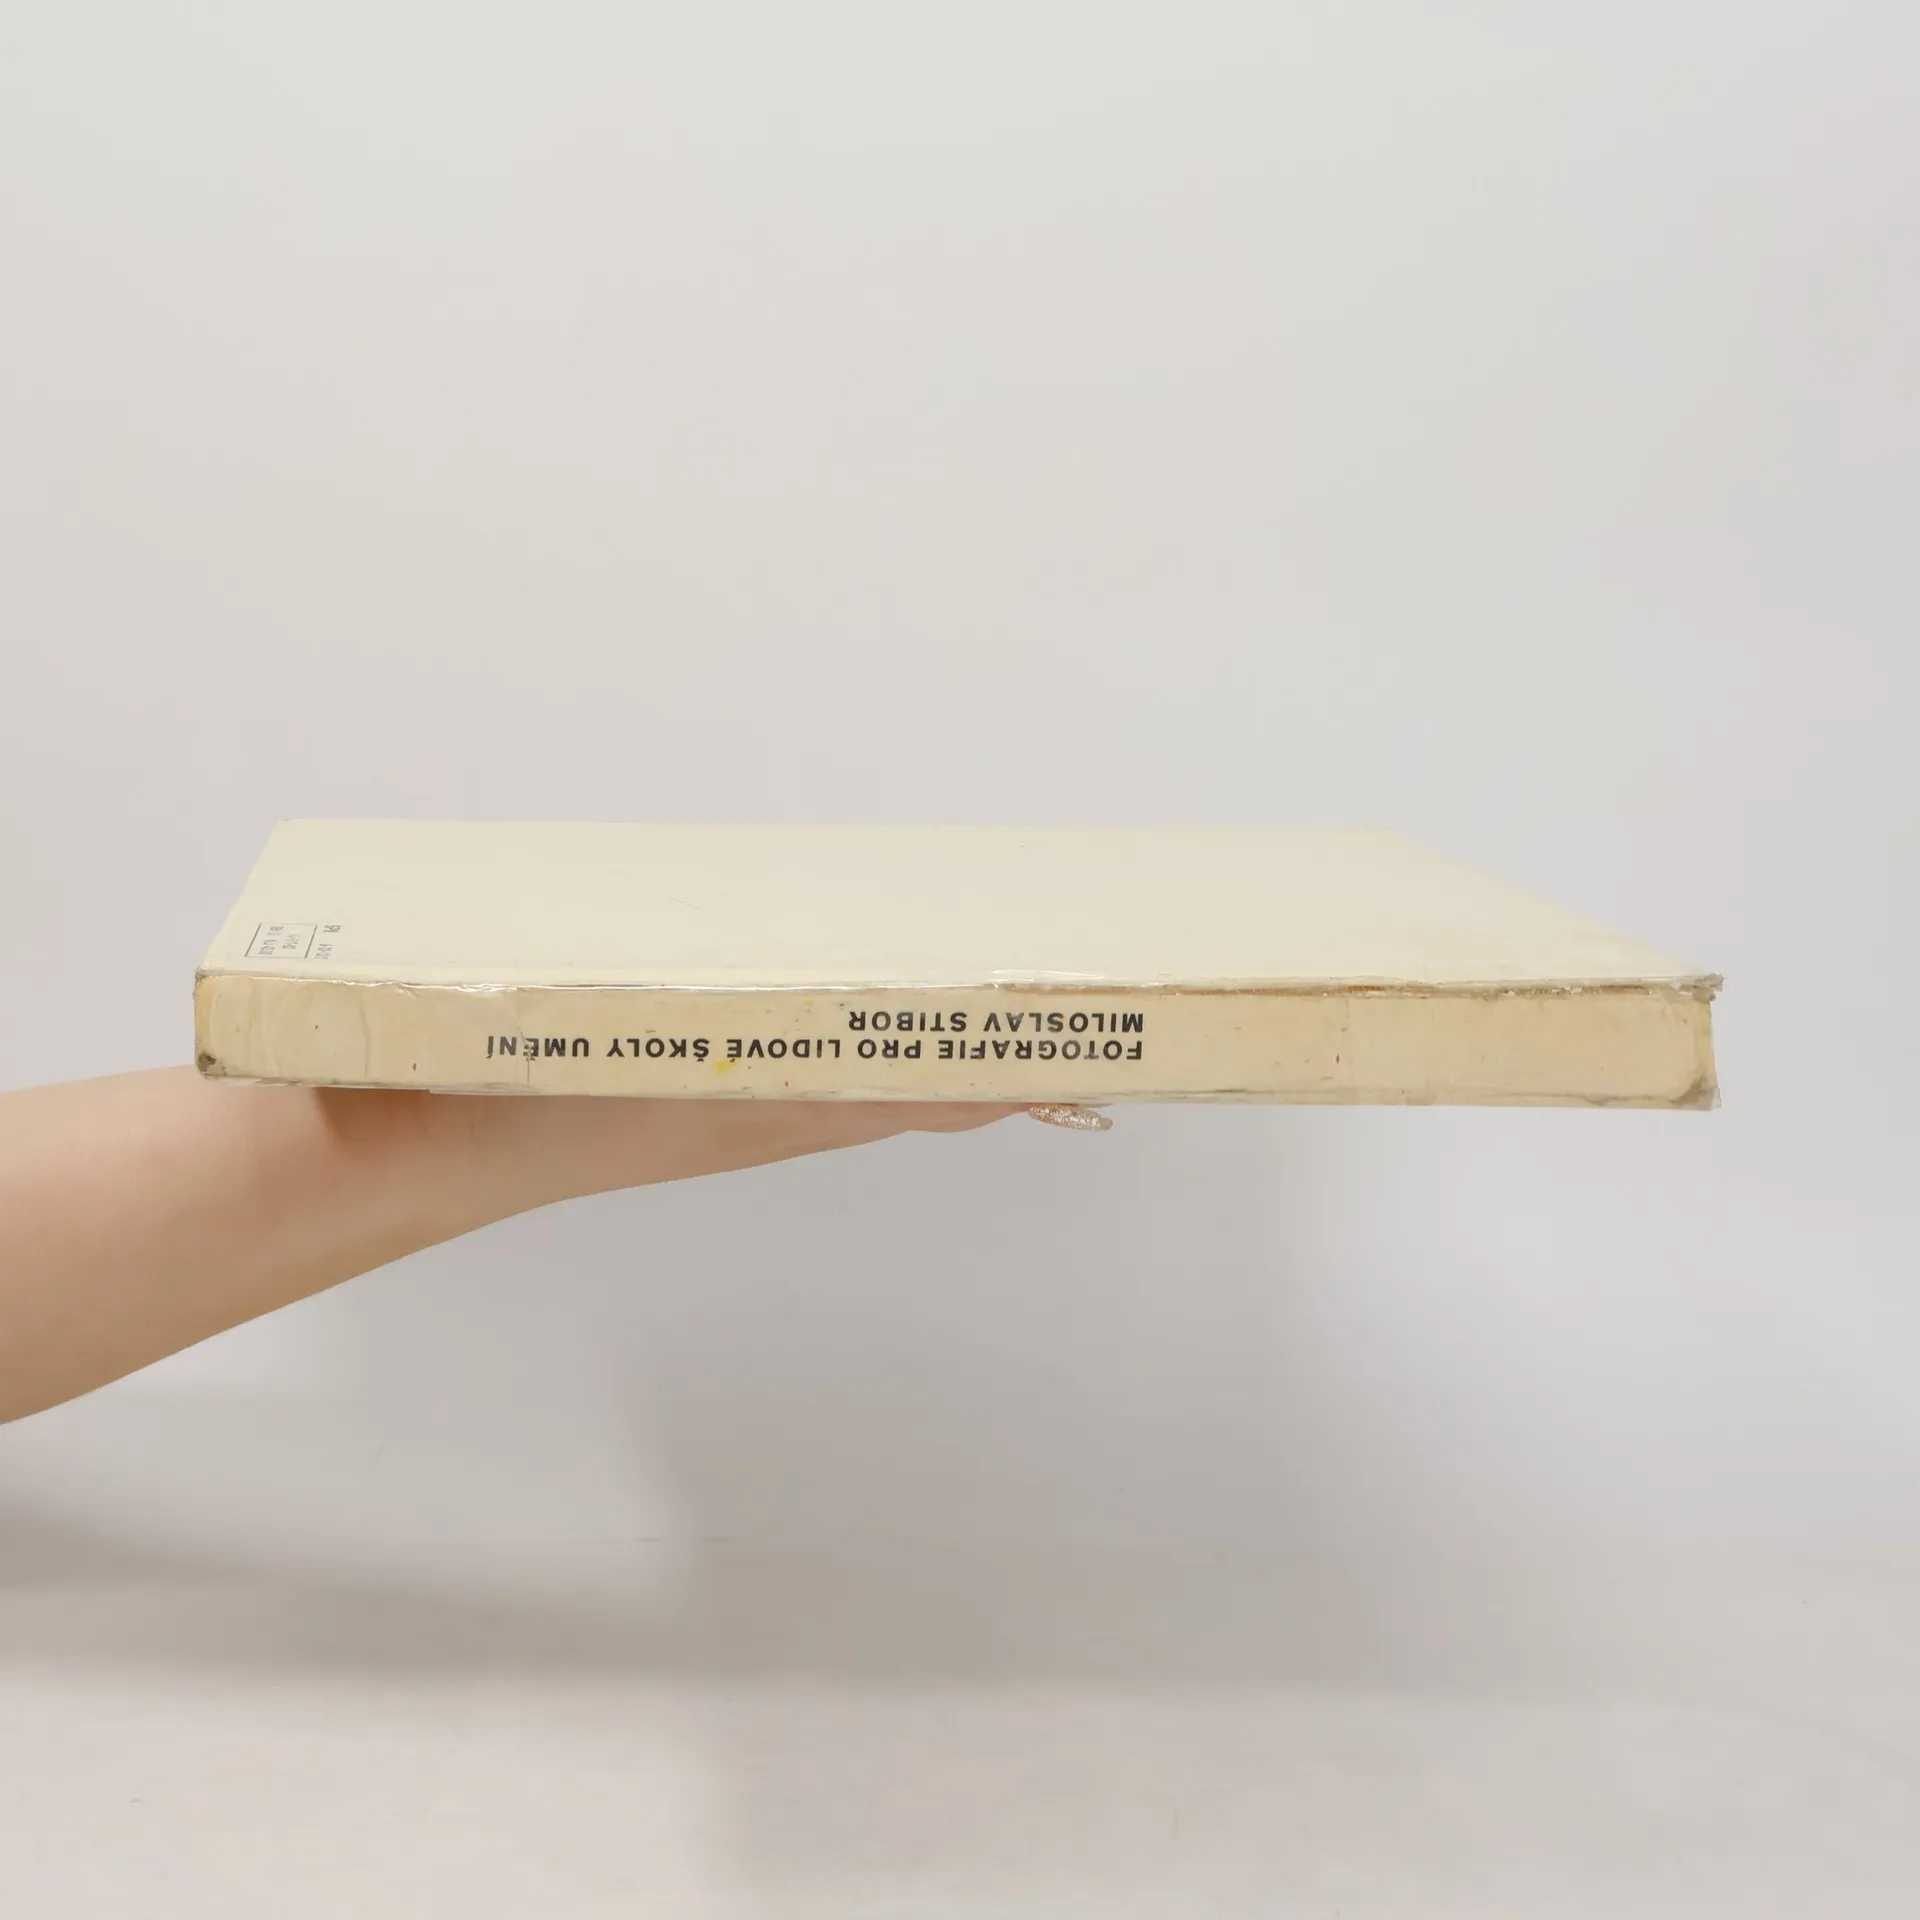 FOTOGRAFIE PRO LIDOVÉ ŠKOLY UMĚNÍ
MILOSLAV STIBOR